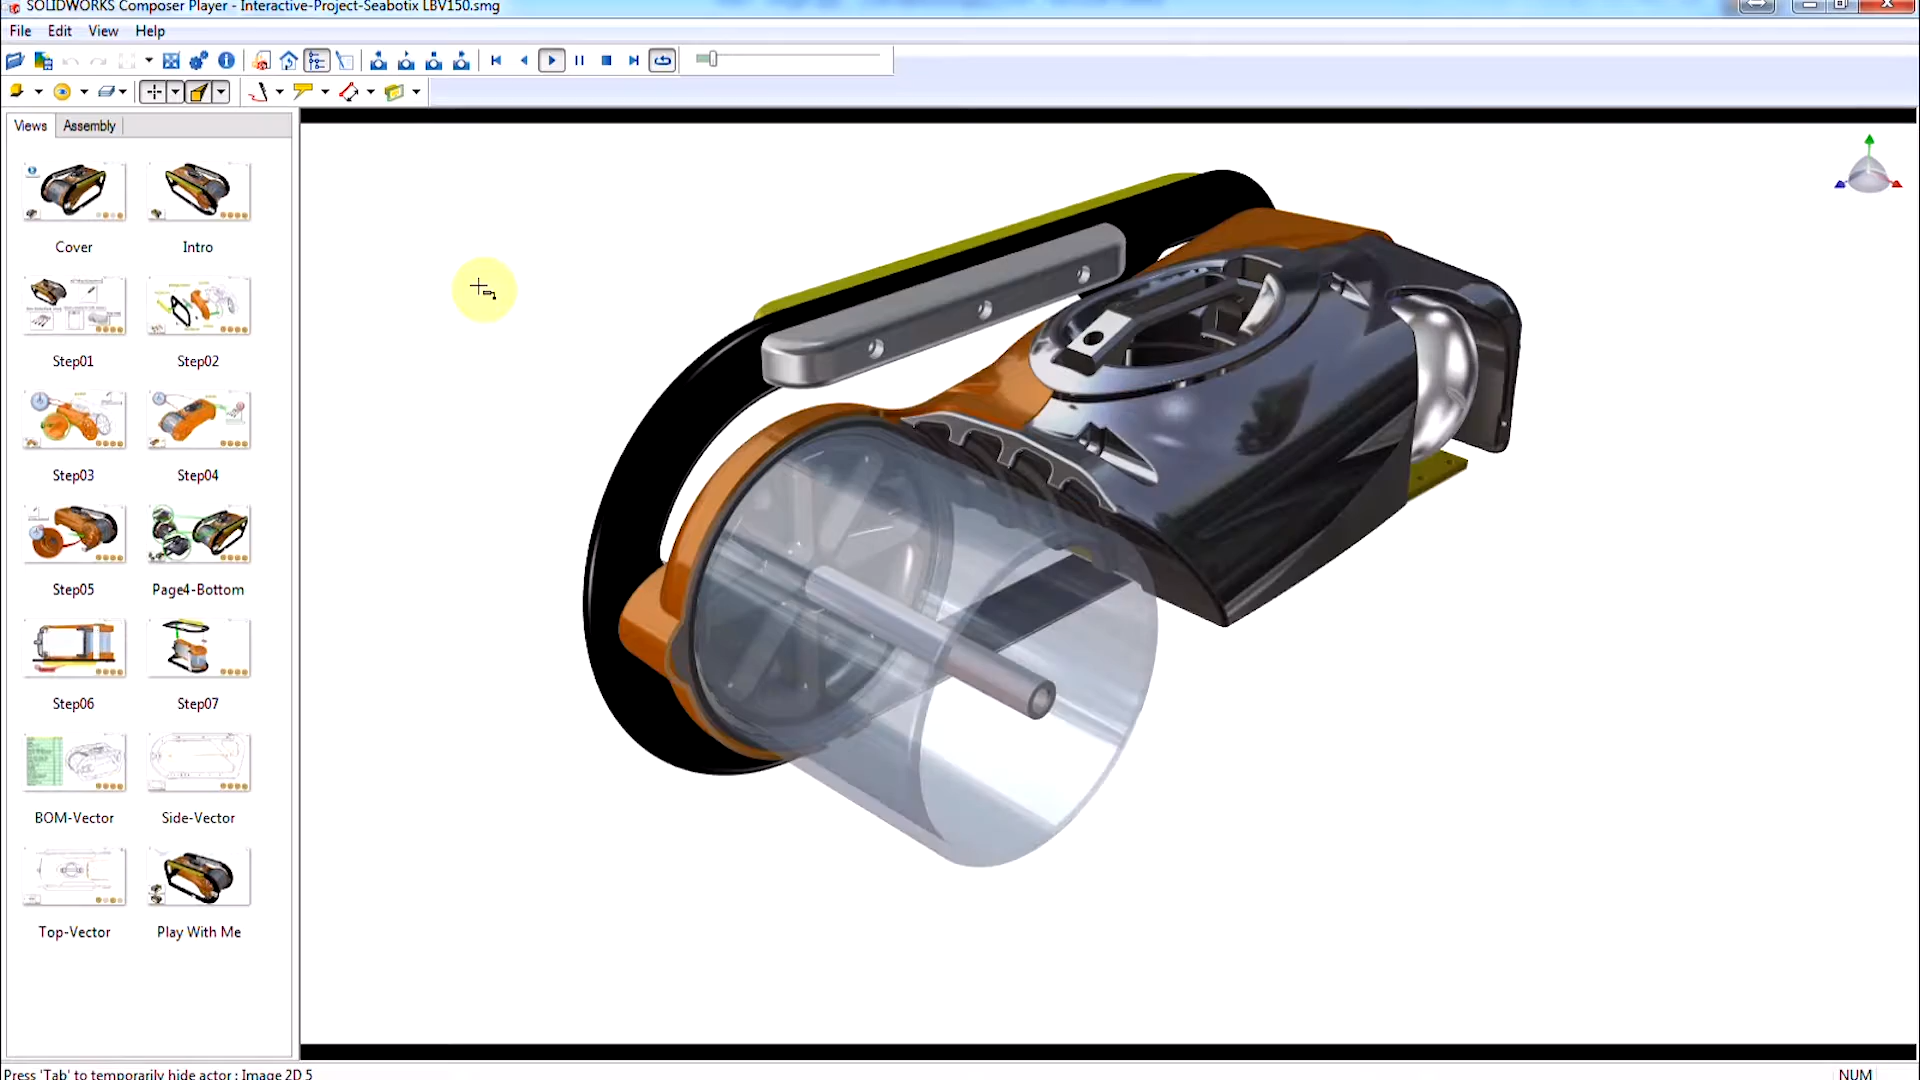 SOLIDWORKS Composer Player - Interactive-Project-Seabotix LBV150.smg
File Edit View Help
Views Assembly
Cover Intro
Step01 Step02
Step03 Step04
Step05 Page4-Bottom
Step06 Step07
BOM-Vector Side-Vector
Top-Vector Play With Me
Press 'Tab' to temporarily hide actor : Image 2D 5
NUM